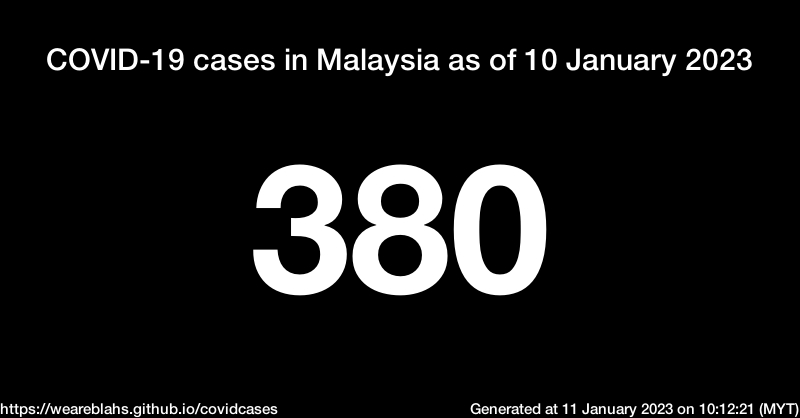 COVID-19 cases in Malaysia as of 10 January 2023
380
https://weareblahs.github.io/covidcases
Generated at 11 January 2023 on 10:12:21 (MYT)